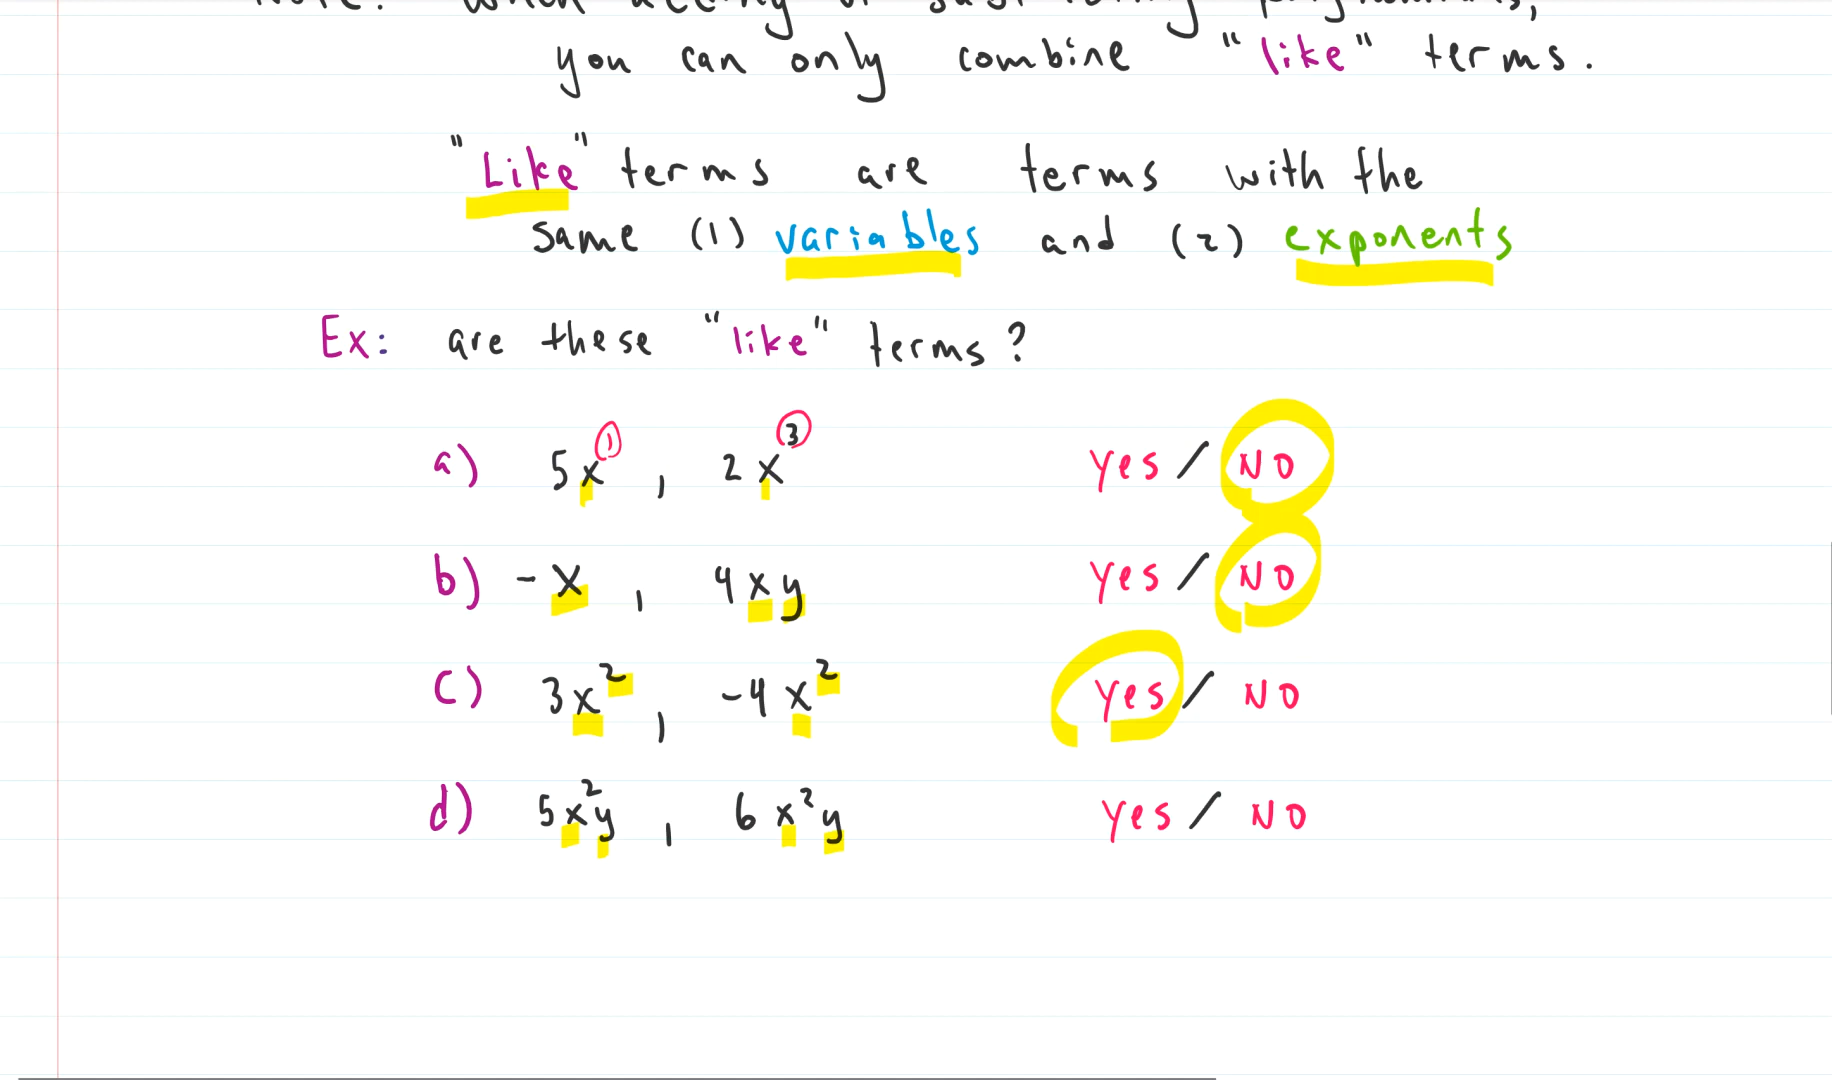 you can only combine "like" terms.
"Like" terms are terms with the
same (1) variables and (2) exponents
Ex: are these "like" terms?
a) 5x¹ , 2x³ Yes / NO
b) -x , 4xy Yes / NO
c) 3x² , -4x² Yes / NO
d) 5x²y , 6x²y Yes / NO